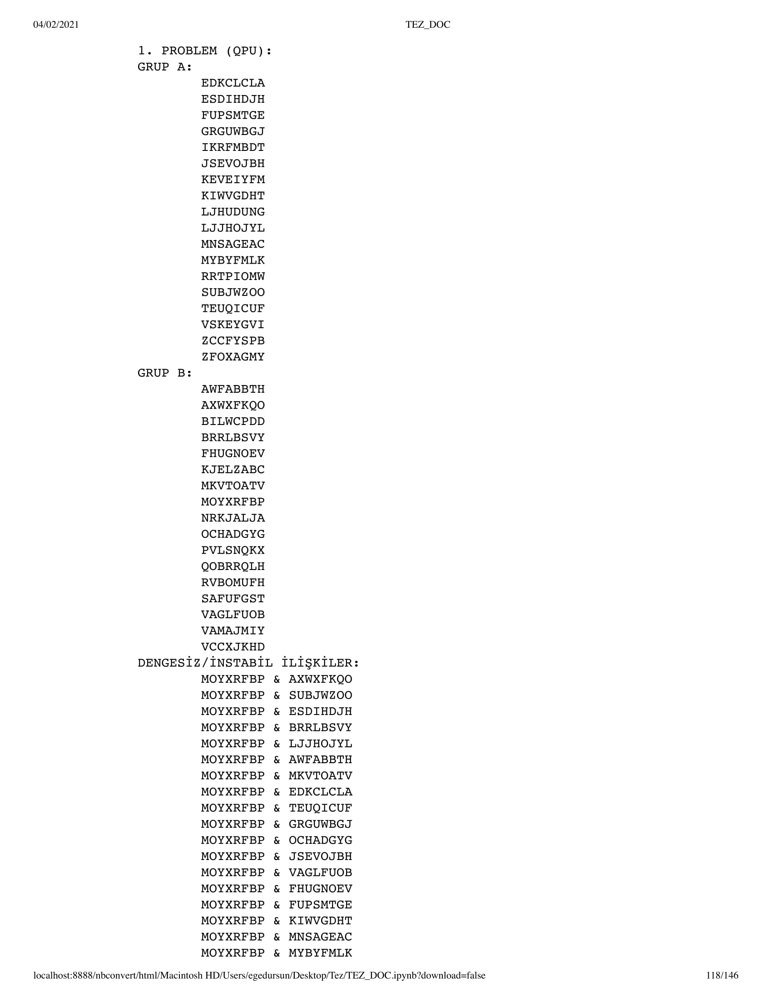 04/02/2021 TEZ_DOC
1. PROBLEM (QPU):
GRUP A:
EDKCLCLA
ESDIHDJH
FUPSMTGE
GRGUWBGJ
IKRFMBDT
JSEVOJBH
KEVEIYFM
KIWVGDHT
LJHUDUNG
LJJHOJYL
MNSAGEAC
MYBYFMLK
RRTPIOMW
SUBJWZOO
TEUQICUF
VSKEYGVI
ZCCFYSPB
ZFOXAGMY
GRUP B:
AWFABBTH
AXWXFKQO
BILWCPDD
BRRLBSVY
FHUGNOEV
KJELZABC
MKVTOATV
MOYXRFBP
NRKJALJA
OCHADGYG
PVLSNQKX
QOBRRQLH
RVBOMUFH
SAFUFGST
VAGLFUOB
VAMAJMIY
VCCXJKHD
DENGESİZ/İNSTABİL İLİŞKİLER:
MOYXRFBP & AXWXFKQO
MOYXRFBP & SUBJWZOO
MOYXRFBP & ESDIHDJH
MOYXRFBP & BRRLBSVY
MOYXRFBP & LJJHOJYL
MOYXRFBP & AWFABBTH
MOYXRFBP & MKVTOATV
MOYXRFBP & EDKCLCLA
MOYXRFBP & TEUQICUF
MOYXRFBP & GRGUWBGJ
MOYXRFBP & OCHADGYG
MOYXRFBP & JSEVOJBH
MOYXRFBP & VAGLFUOB
MOYXRFBP & FHUGNOEV
MOYXRFBP & FUPSMTGE
MOYXRFBP & KIWVGDHT
MOYXRFBP & MNSAGEAC
MOYXRFBP & MYBYFMLK
localhost:8888/nbconvert/html/Macintosh HD/Users/egedursun/Desktop/Tez/TEZ_DOC.ipynb?download=false 118/146